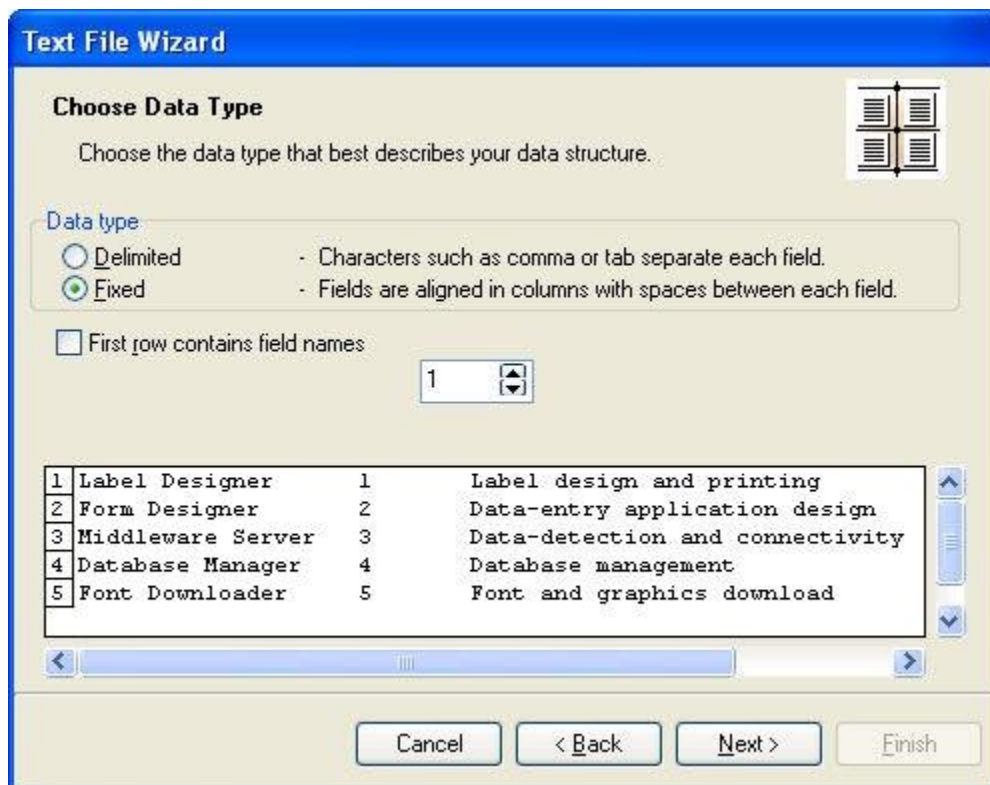 Text File Wizard
Choose Data Type
Choose the data type that best describes your data structure.
Data type
Delimited - Characters such as comma or tab separate each field.
Fixed - Fields are aligned in columns with spaces between each field.
First row contains field names
1
1 Label Designer 1 Label design and printing
2 Form Designer 2 Data-entry application design
3 Middleware Server 3 Data-detection and connectivity
4 Database Manager 4 Database management
5 Font Downloader 5 Font and graphics download
Cancel < Back Next > Finish